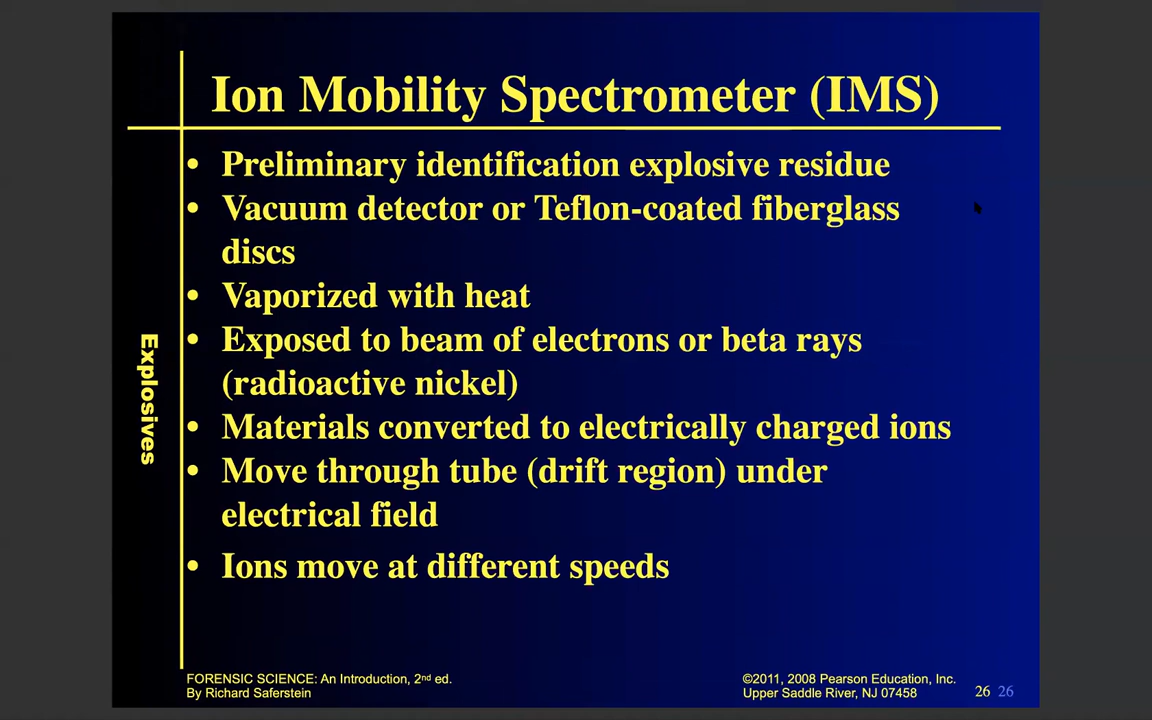 Ion Mobility Spectrometer (IMS)
• Preliminary identification explosive residue
• Vacuum detector or Teflon-coated fiberglass
discs
• Vaporized with heat
• Exposed to beam of electrons or beta rays
(radioactive nickel)
• Materials converted to electrically charged ions
• Move through tube (drift region) under
electrical field
• Ions move at different speeds
Explosives
FORENSIC SCIENCE: An Introduction, 2nd ed.
By Richard Saferstein
©2011, 2008 Pearson Education, Inc.
Upper Saddle River, NJ 07458
26 26